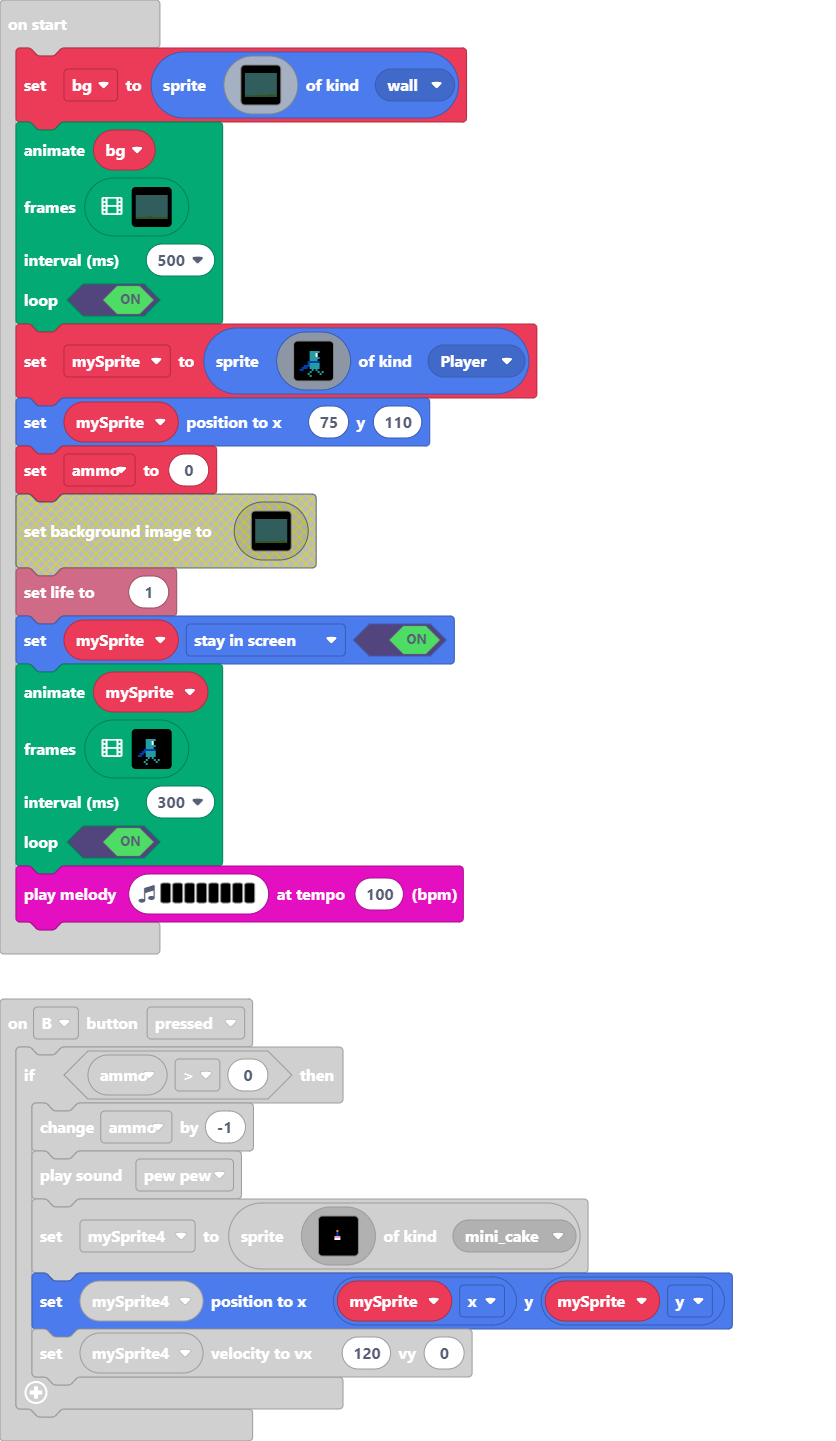 on start
set bg to sprite of kind wall
animate bg
frames
interval (ms) 500
loop ON
set mySprite to sprite of kind Player
set mySprite position to x 75 y 110
set ammo to 0
set background image to
set life to 1
set mySprite stay in screen ON
animate mySprite
frames
interval (ms) 300
loop ON
play melody at tempo 100 (bpm)
on B button pressed
if ammo > 0 then
change ammo by -1
play sound pew pew
set mySprite4 to sprite of kind mini_cake
set mySprite4 position to x mySprite x y mySprite y
set mySprite4 velocity to vx 120 vy 0